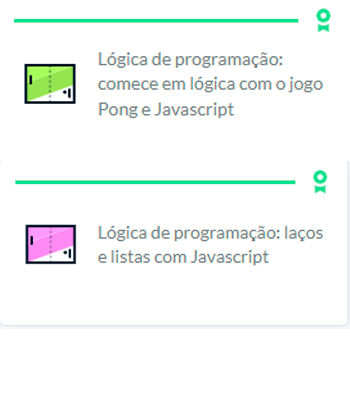 Lógica de programação:
comece em lógica com o jogo
Pong e Javascript
Lógica de programação: laços
e listas com Javascript